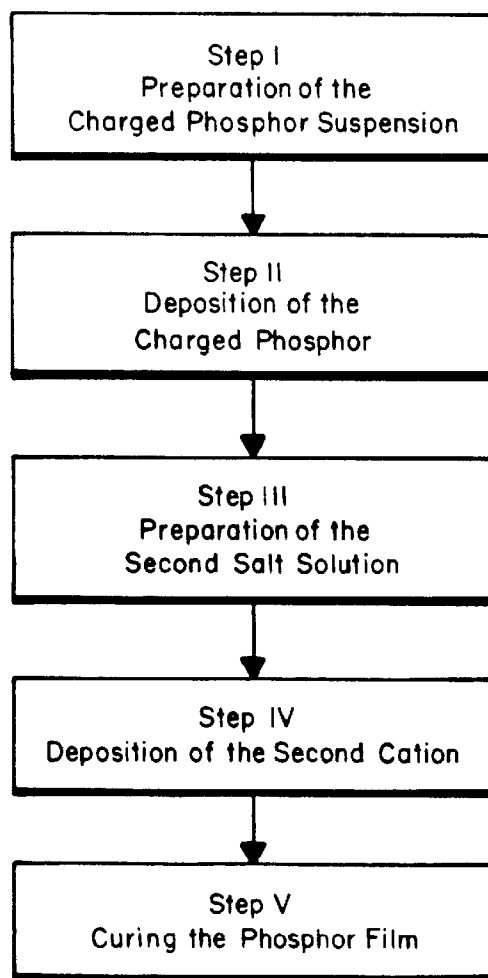 Step I
Preparation of the
Charged Phosphor Suspension
Step II
Deposition of the
Charged Phosphor
Step III
Preparation of the
Second Salt Solution
Step IV
Deposition of the Second Cation
Step V
Curing the Phosphor Film